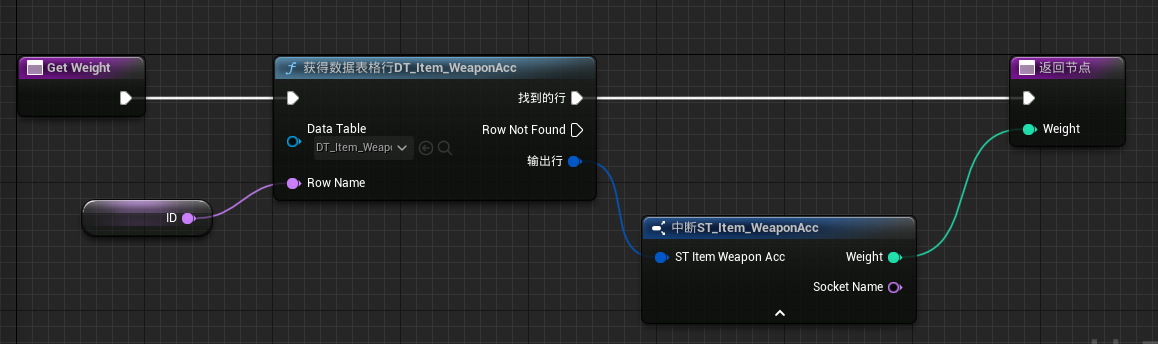 Get Weight
获得数据表格行DT_Item_WeaponAcc
找到的行
Data Table
DT_Item_Weap
Row Not Found
输出行
Row Name
ID
中断ST_Item_WeaponAcc
ST Item Weapon Acc
Weight
Socket Name
返回节点
Weight